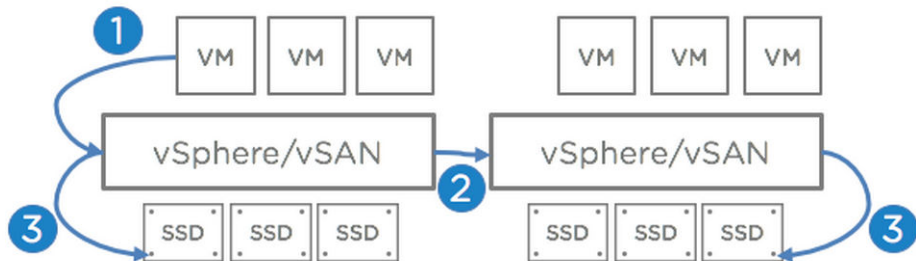 1
VM VM VM VM VM VM
vSphere/vSAN vSphere/vSAN
2
3 SSD SSD SSD SSD SSD SSD 3